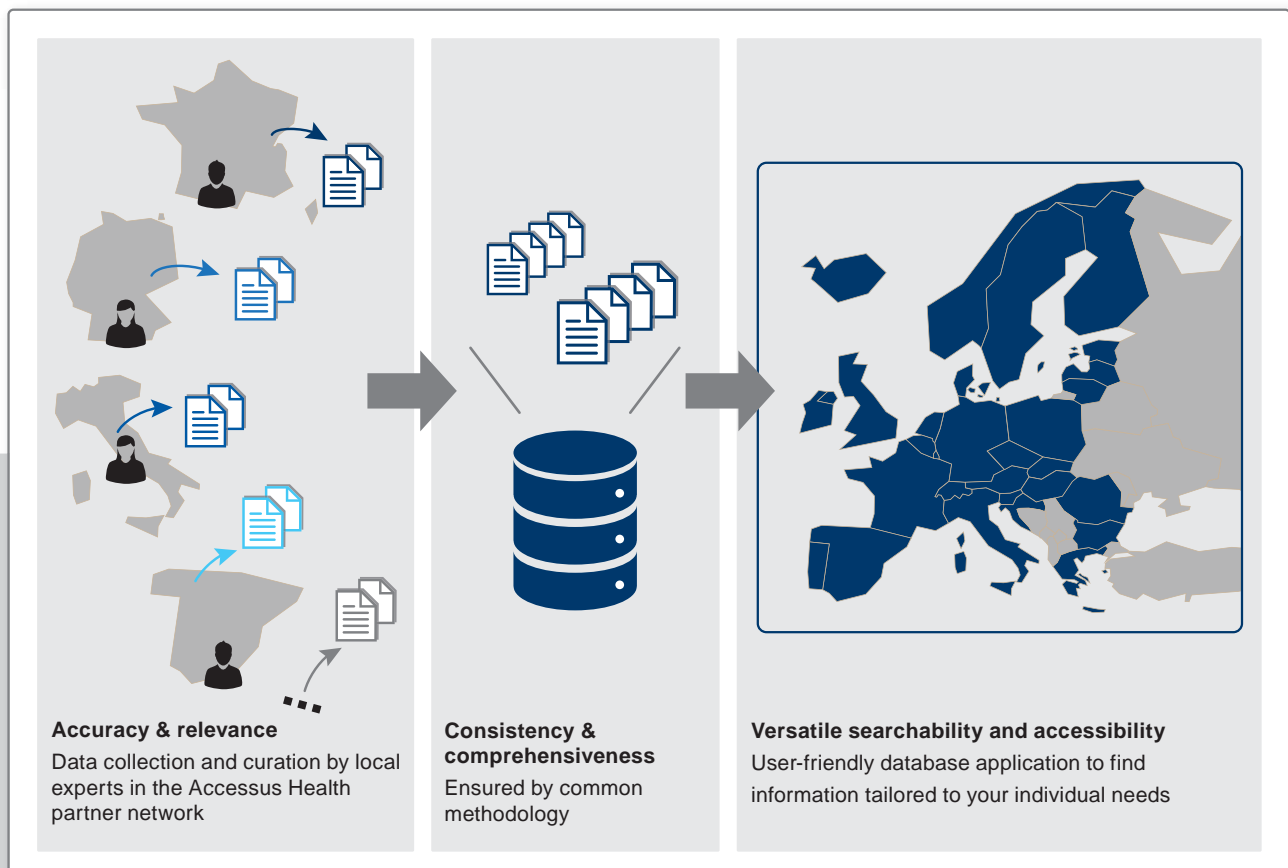 Accuracy & relevance
Data collection and curation by local
experts in the Accessus Health
partner network
Consistency &
comprehensiveness
Ensured by common
methodology
Versatile searchability and accessibility
User-friendly database application to find
information tailored to your individual needs